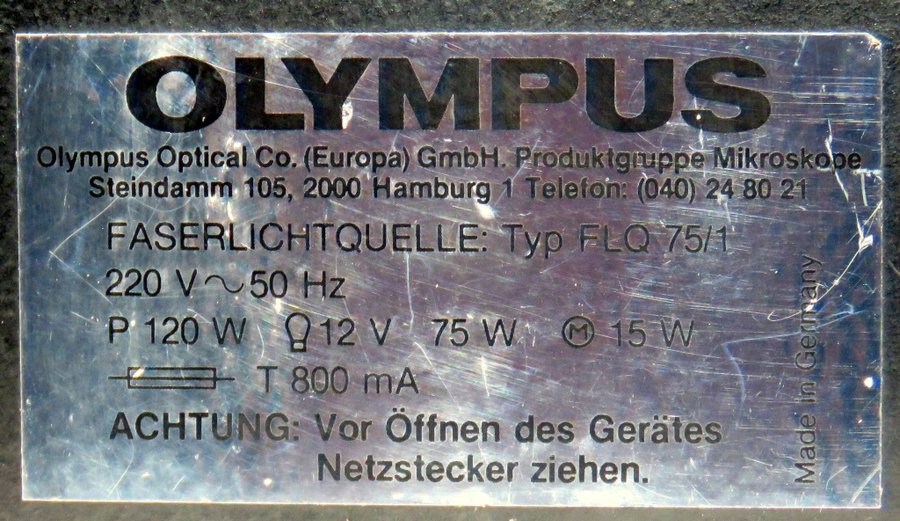 OLYMPUS
Olympus Optical Co. (Europa) GmbH. Produktgruppe Mikroskobe
Steindamm 105, 2000 Hamburg 1 Telefon: (040) 24 80 21
FASERLICHTQUELLE: Typ FLQ 75/1
220 V ~ 50 Hz
P 120 W 12 V 75 W M 15 W
T 800 mA
ACHTUNG: Vor Öffnen des Gerätes
Netzstecker ziehen.
Made in Germany